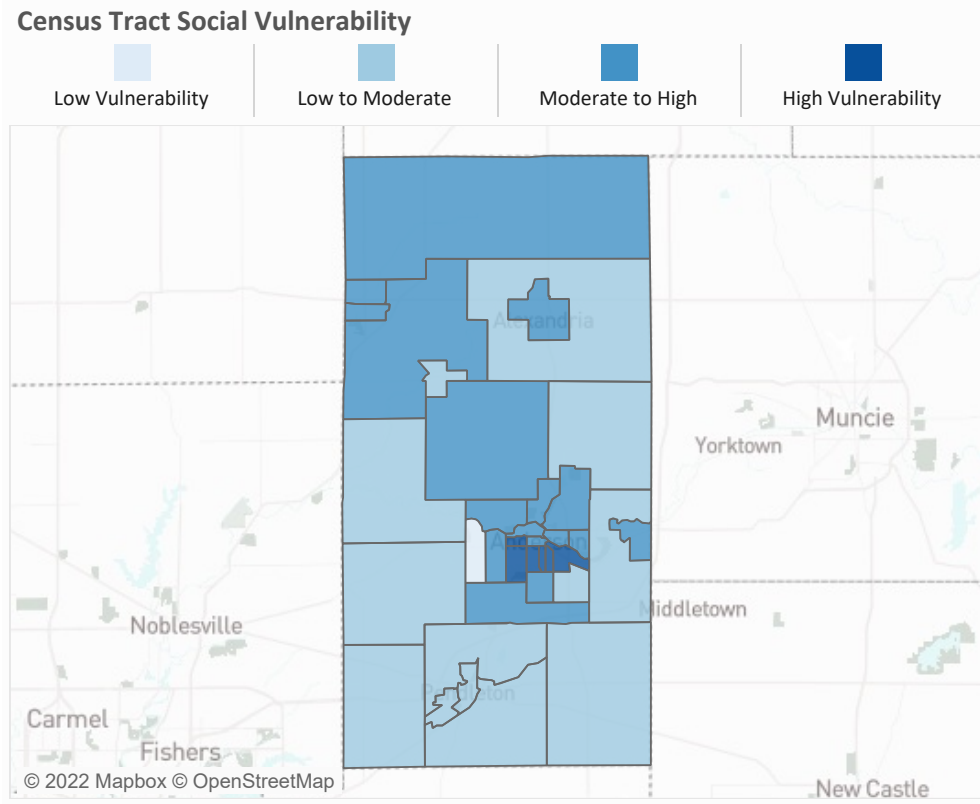 Census Tract Social Vulnerability
Low Vulnerability
Low to Moderate
Moderate to High
High Vulnerability
Alexandria
Muncie
Yorktown
Anderson
Middletown
Noblesville
Pendleton
Carmel
Fishers
© 2022 Mapbox © OpenStreetMap
New Castle